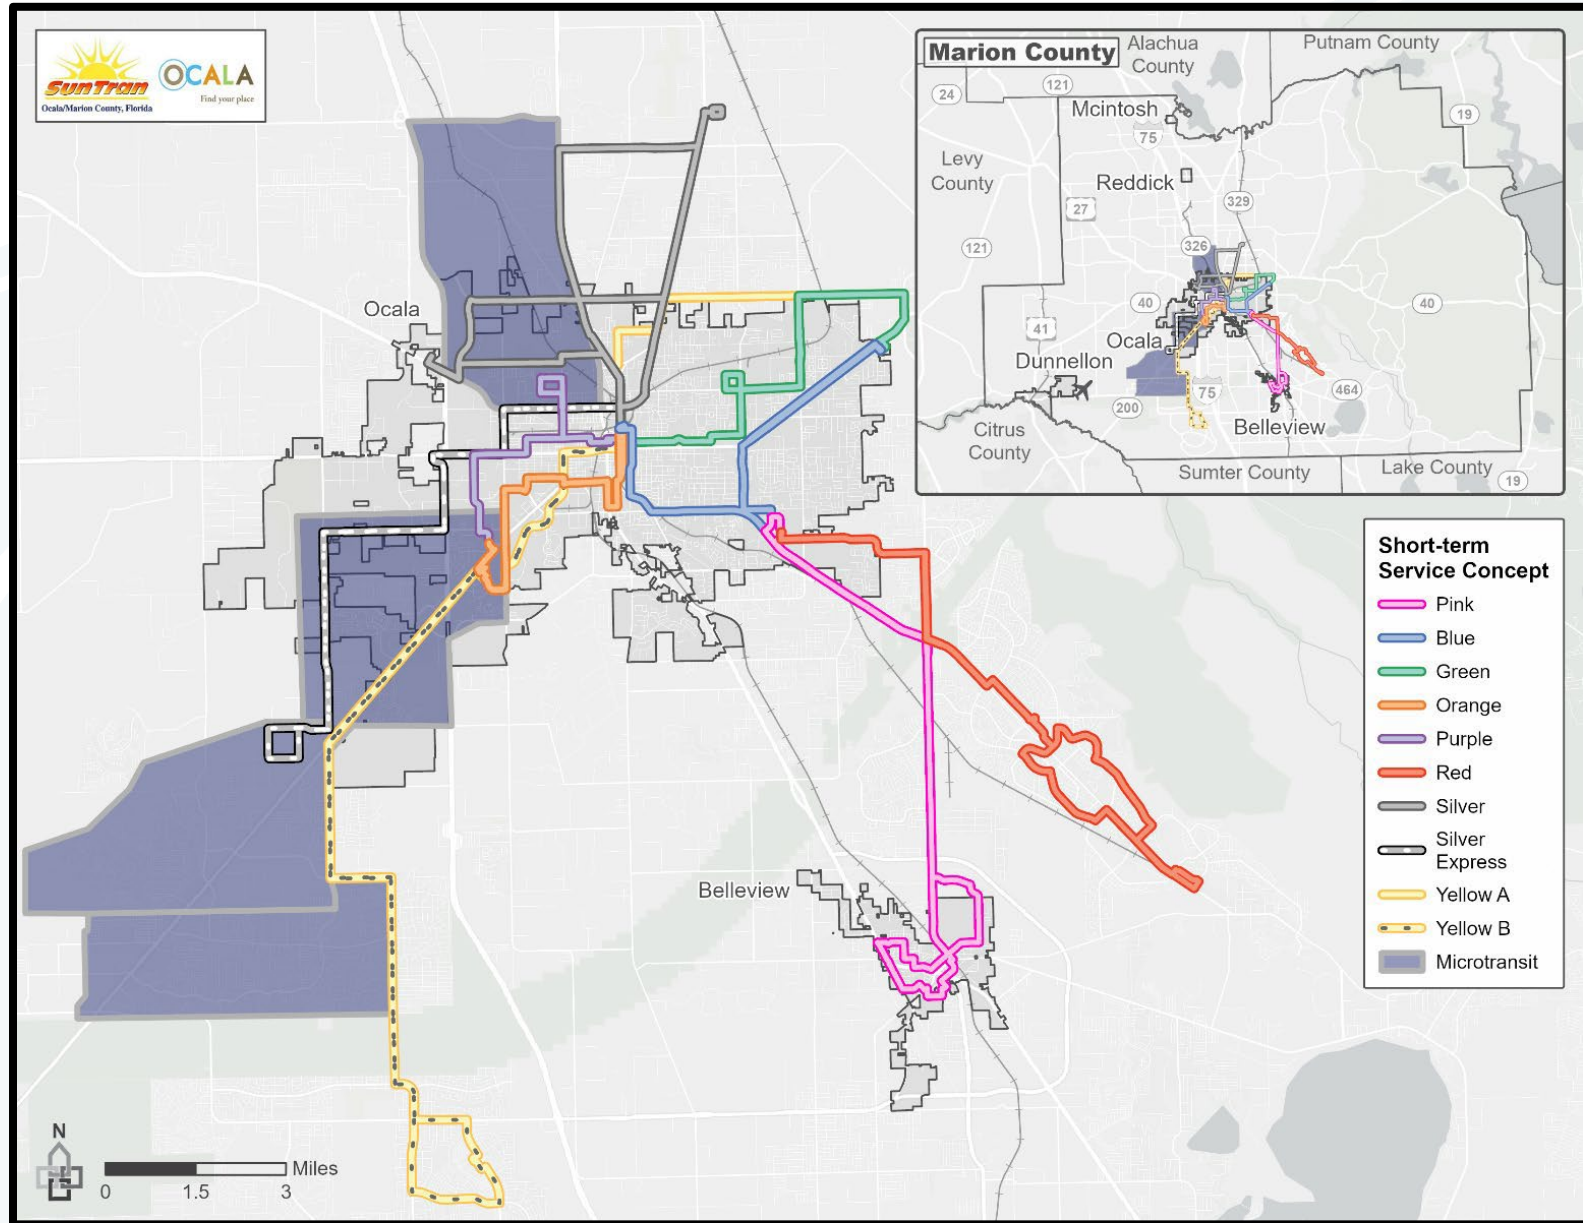 SunTran
Ocala/Marion County, Florida
OCALA
Find your place
Marion County
Alachua
County
Putnam County
24
121
Mcintosh
75
19
Levy
County
Reddick
27
329
121
326
40
40
41
Ocala
Dunnellon
200
75
464
Citrus
County
Belleview
Sumter County
Lake County
19
Ocala
Belleview
Short-term
Service Concept
Pink
Blue
Green
Orange
Purple
Red
Silver
Silver
Express
Yellow A
Yellow B
Microtransit
N
Miles
0 1.5 3